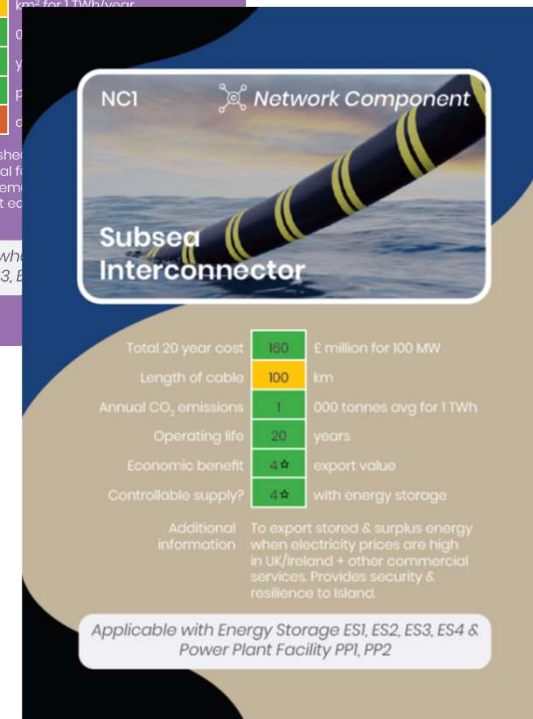 km² for 1 TWh/year
NC1
Network Component
Subsea
Interconnector
Total 20 year cost 160 £ million for 100 MW
Length of cable 100 km
Annual CO₂ emissions 1 000 tonnes avg for 1 TWh
Operating life 20 years
Economic benefit 4☆ export value
Controllable supply? 4☆ with energy storage
Additional information
To export stored & surplus energy
when electricity prices are high
in UK/Ireland + other commercial
services. Provides security &
resilience to Island.
Applicable with Energy Storage ES1, ES2, ES3, ES4 &
Power Plant Facility PP1, PP2